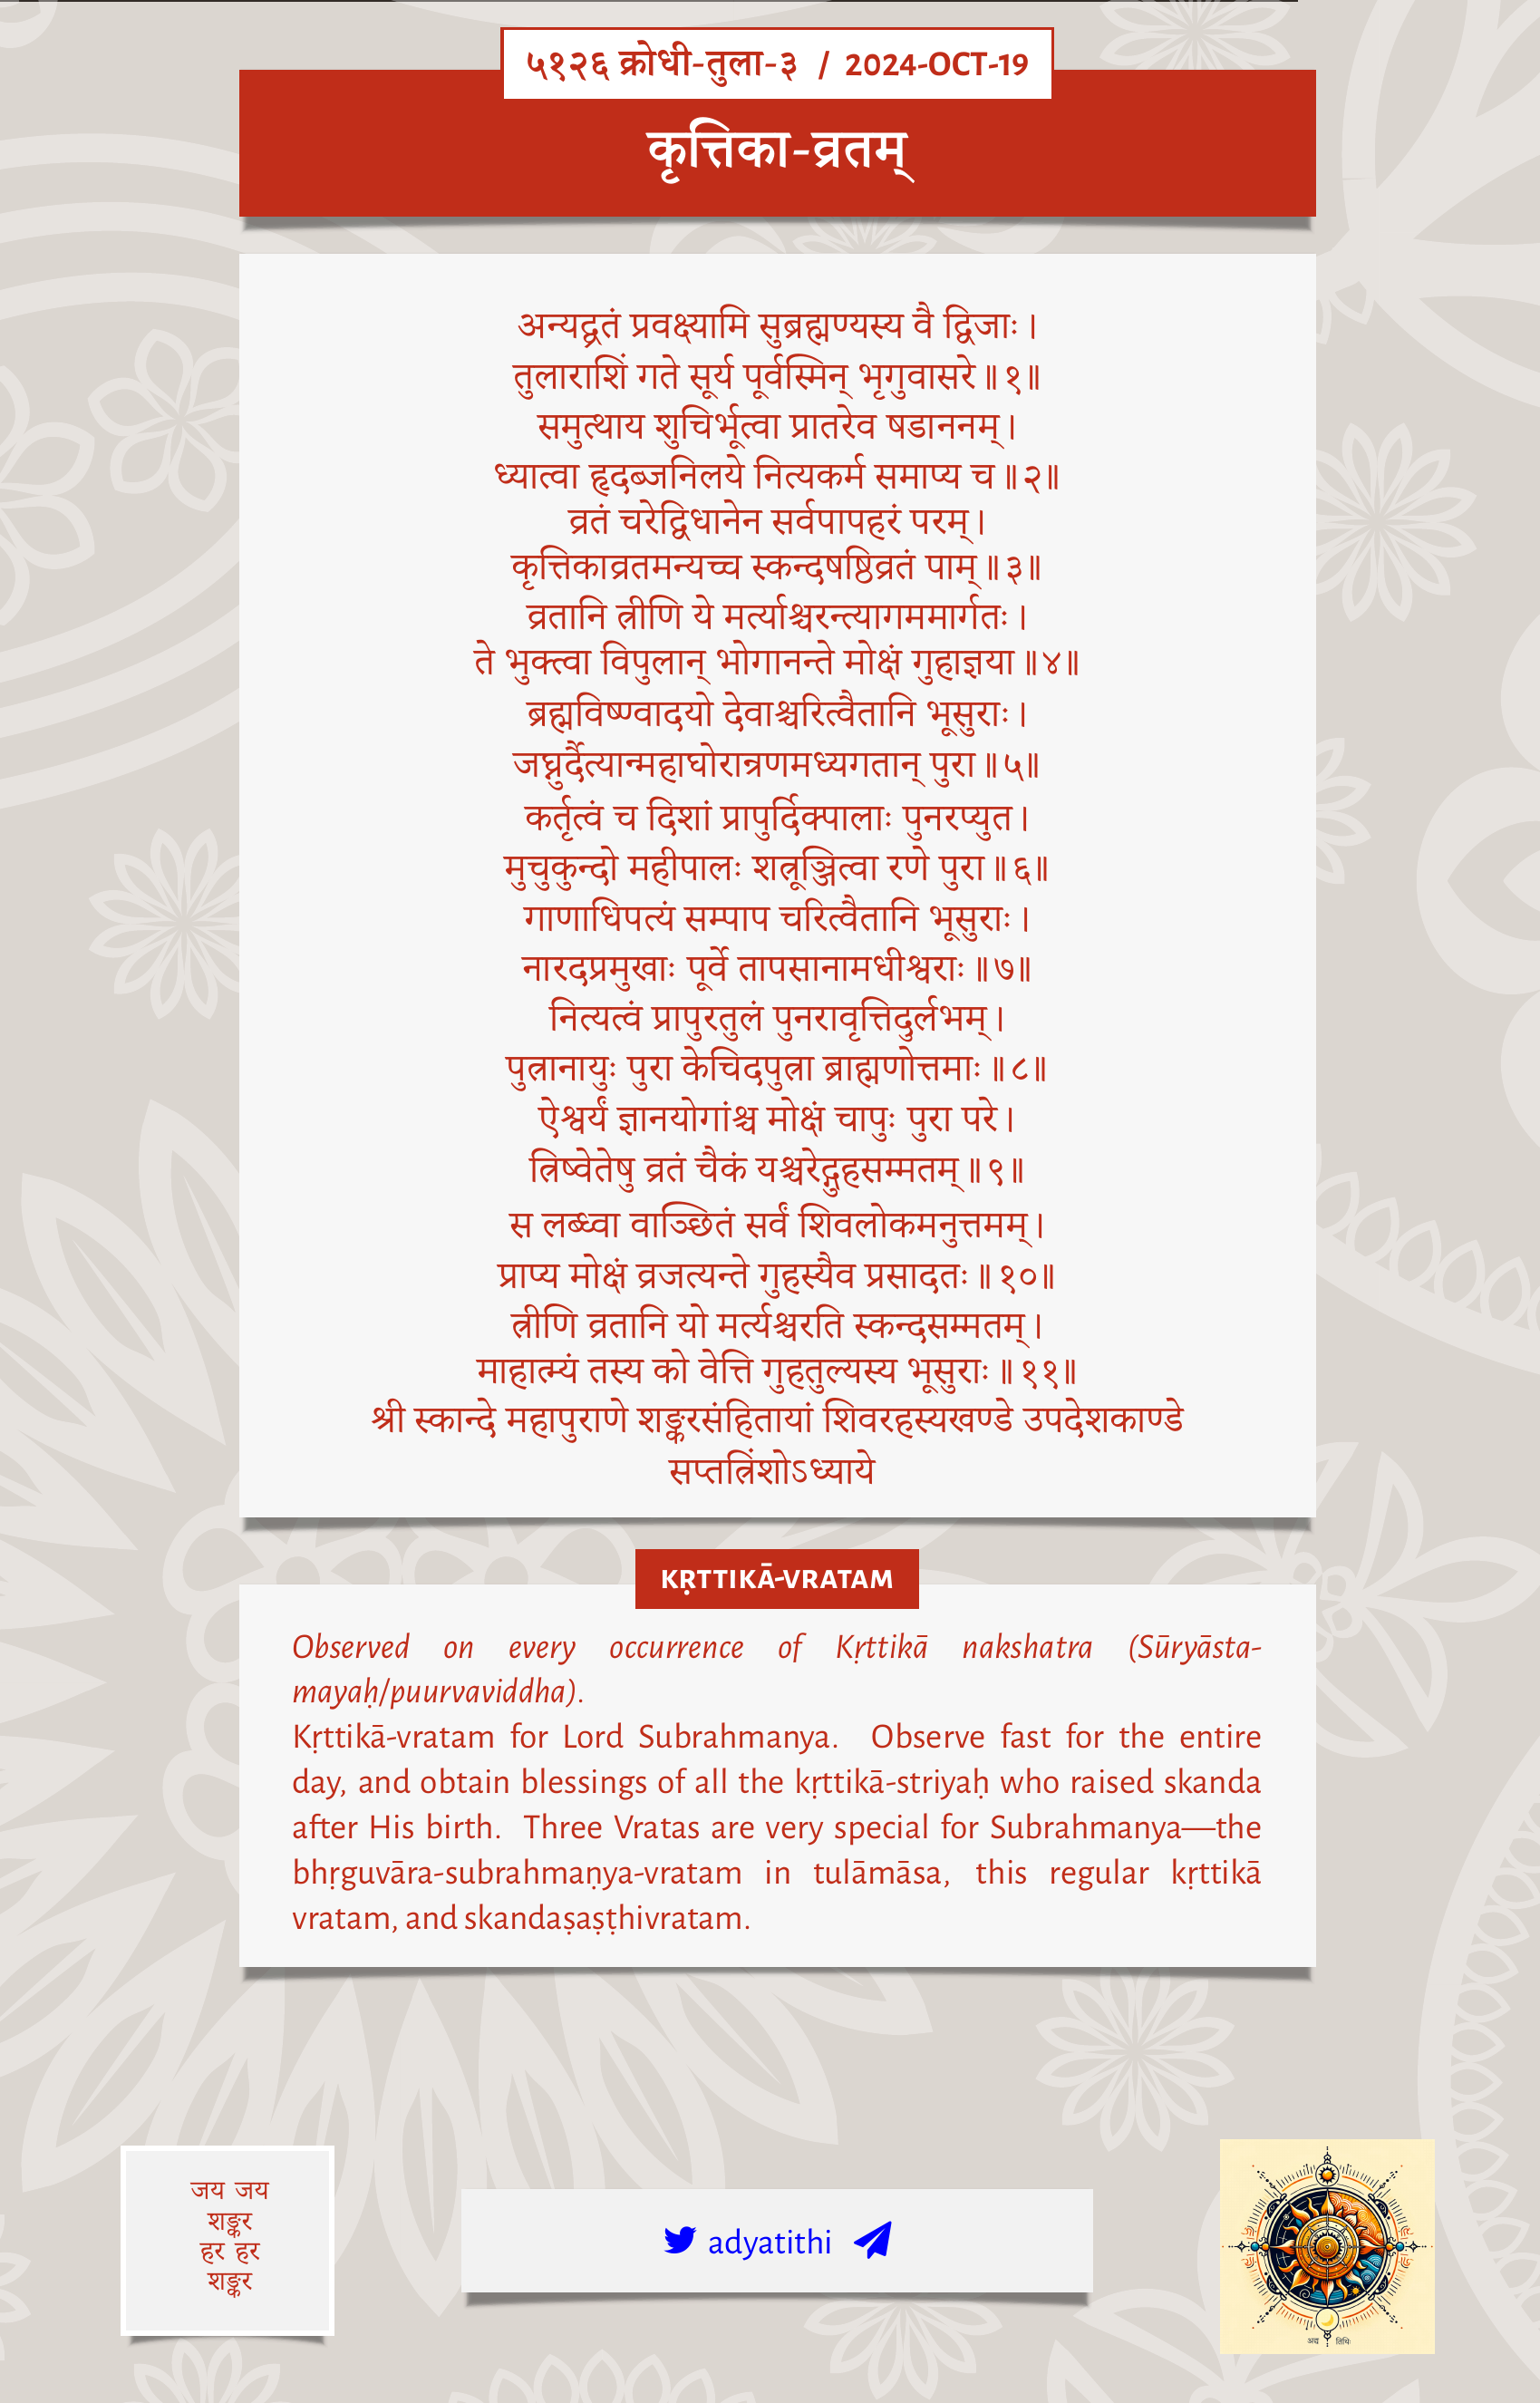 ५१२६ क्रोधी-तुला-३ / 2024-OCT-19
कृत्तिका-व्रतम्
अन्यद्व्रतं प्रवक्ष्यामि सुब्रह्मण्यस्य वै द्विजाः।
तुलाराशिं गते सूर्य पूर्वस्मिन् भृगुवासरे॥१॥
समुत्थाय शुचिर्भूत्वा प्रातरेव षडाननम्।
ध्यात्वा हृदब्जनिलये नित्यकर्म समाप्य च॥२॥
व्रतं चरेद्विधानेन सर्वपापहरं परम्।
कृत्तिकाव्रतमन्यच्च स्कन्दषष्ठिव्रतं पाम्॥३॥
व्रतानि त्रीणि ये मर्त्याश्चरन्त्यागममार्गतः।
ते भुक्त्वा विपुलान् भोगानन्ते मोक्षं गुहाज्ञया॥४॥
ब्रह्मविष्ण्वादयो देवाश्चरित्वैतानि भूसुराः।
जघ्नुर्दैत्यान्महाघोरान्रणमध्यगतान् पुरा॥५॥
कर्तृत्वं च दिशां प्रापुर्दिक्पालाः पुनरप्युत।
मुचुकुन्दो महीपालः शत्रूञ्जित्वा रणे पुरा॥६॥
गाणाधिपत्यं सम्पाप चरित्वैतानि भूसुराः।
नारदप्रमुखाः पूर्वे तापसानामधीश्वराः॥७॥
नित्यत्वं प्रापुरतुलं पुनरावृत्तिदुर्लभम्।
पुत्रानायुः पुरा केचिदपुत्रा ब्राह्मणोत्तमाः॥८॥
ऐश्वर्यं ज्ञानयोगांश्च मोक्षं चापुः पुरा परे।
त्रिष्वेतेषु व्रतं चैकं यश्चरेद्गुहसम्मतम्॥९॥
स लब्ध्वा वाञ्छितं सर्वं शिवलोकमनुत्तमम्।
प्राप्य मोक्षं व्रजत्यन्ते गुहस्यैव प्रसादतः॥१०॥
त्रीणि व्रतानि यो मर्त्यश्चरति स्कन्दसम्मतम्।
माहात्म्यं तस्य को वेत्ति गुहतुल्यस्य भूसुराः॥११॥
श्री स्कान्दे महापुराणे शङ्करसंहितायां शिवरहस्यखण्डे उपदेशकाण्डे
सप्तत्रिंशोऽध्याये
KṚTTIKĀ-VRATAM
Observed on every occurrence of Kṛttikā nakshatra (Sūryāsta-
mayaḥ/puurvaviddha).
Kṛttikā-vratam for Lord Subrahmanya. Observe fast for the entire
day, and obtain blessings of all the kṛttikā-striyaḥ who raised skanda
after His birth. Three Vratas are very special for Subrahmanya—the
bhṛguvāra-subrahmaṇya-vratam in tulāmāsa, this regular kṛttikā
vratam, and skandaṣaṣṭhivratam.
जय जय
शङ्कर
हर हर
शङ्कर
adyatithi
अद्य तिथिः